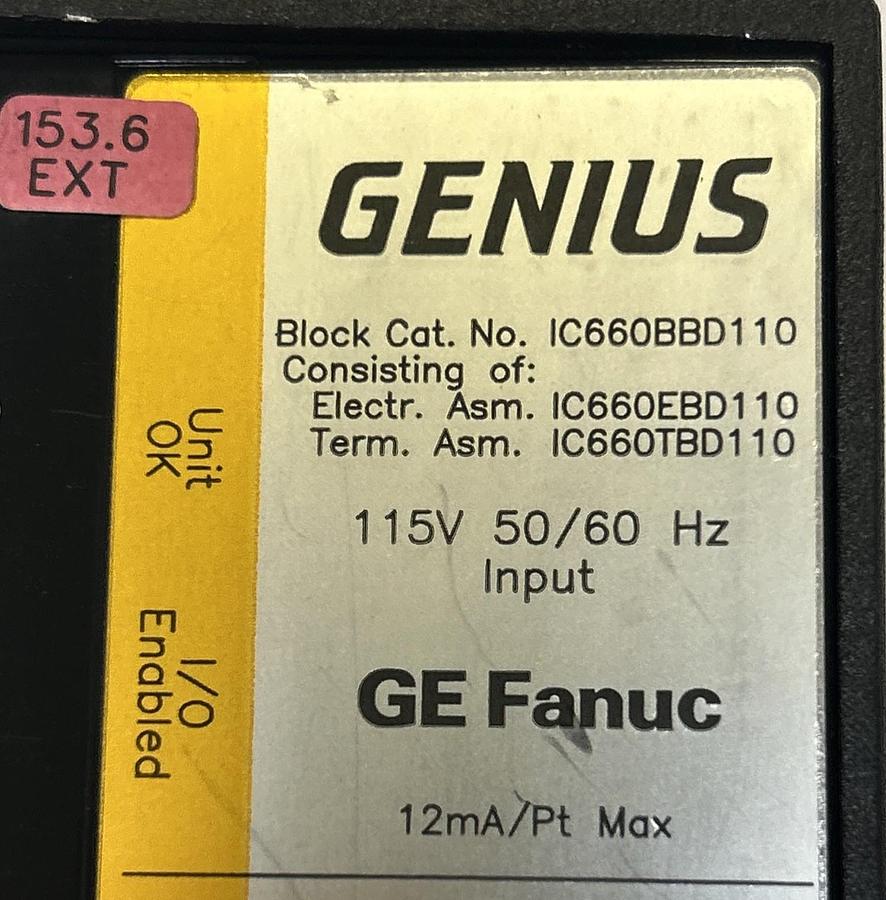 153.6
EXT
GENIUS
Block Cat. No. IC660BBD110
Consisting of:
Electr. Asm. IC660EBD110
Term. Asm. IC660TBD110
115V 50/60 Hz
Input
GE Fanuc
12mA/Pt Max
Unit
OK
I/O
Enabled